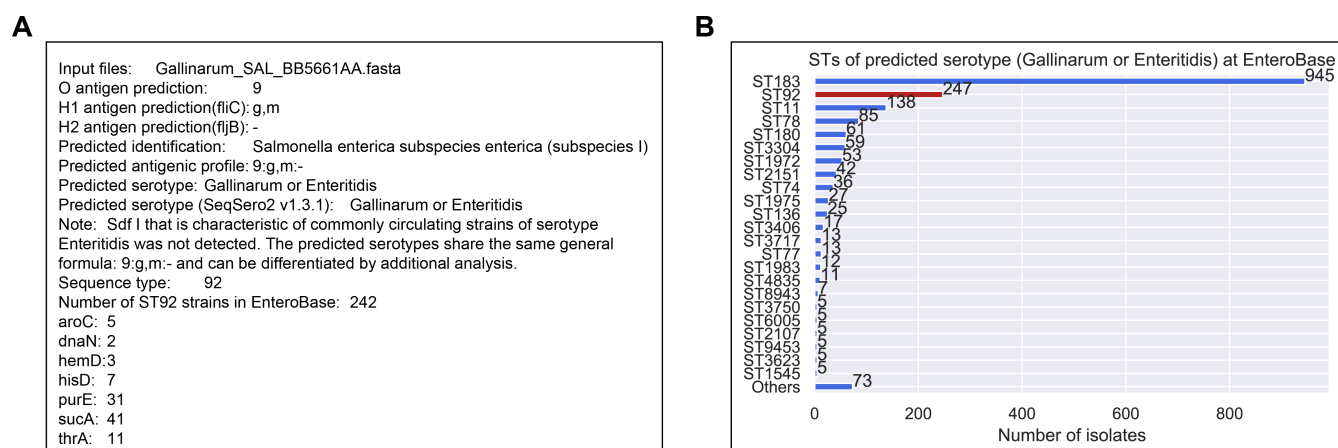 A
Input files: Gallinarum_SAL_BB5661AA.fasta
O antigen prediction: 9
H1 antigen prediction(fliC): g,m
H2 antigen prediction(fljB): -
Predicted identification: Salmonella enterica subspecies enterica (subspecies I)
Predicted antigenic profile: 9:g,m:-
Predicted serotype: Gallinarum or Enteritidis
Predicted serotype (SeqSero2 v1.3.1): Gallinarum or Enteritidis
Note: Sdf I that is characteristic of commonly circulating strains of serotype
Enteritidis was not detected. The predicted serotypes share the same general
formula: 9:g,m:- and can be differentiated by additional analysis.
Sequence type: 92
Number of ST92 strains in EnteroBase: 242
aroC: 5
dnaN: 2
hemD:3
hisD: 7
purE: 31
sucA: 41
thrA: 11
B
STs of predicted serotype (Gallinarum or Enteritidis) at EnteroBase
ST183 945
ST92 247
ST11 138
ST78 85
ST180 61
ST3304 59
ST1972 53
ST2151 42
ST74 36
ST1975 27
ST136 25
ST3406 17
ST3717 13
ST77 13
ST1983 12
ST4835 11
ST8943 7
ST3750 5
ST6005 5
ST2107 5
ST9453 5
ST3623 5
ST1545 5
Others 73
0 200 400 600 800
Number of isolates